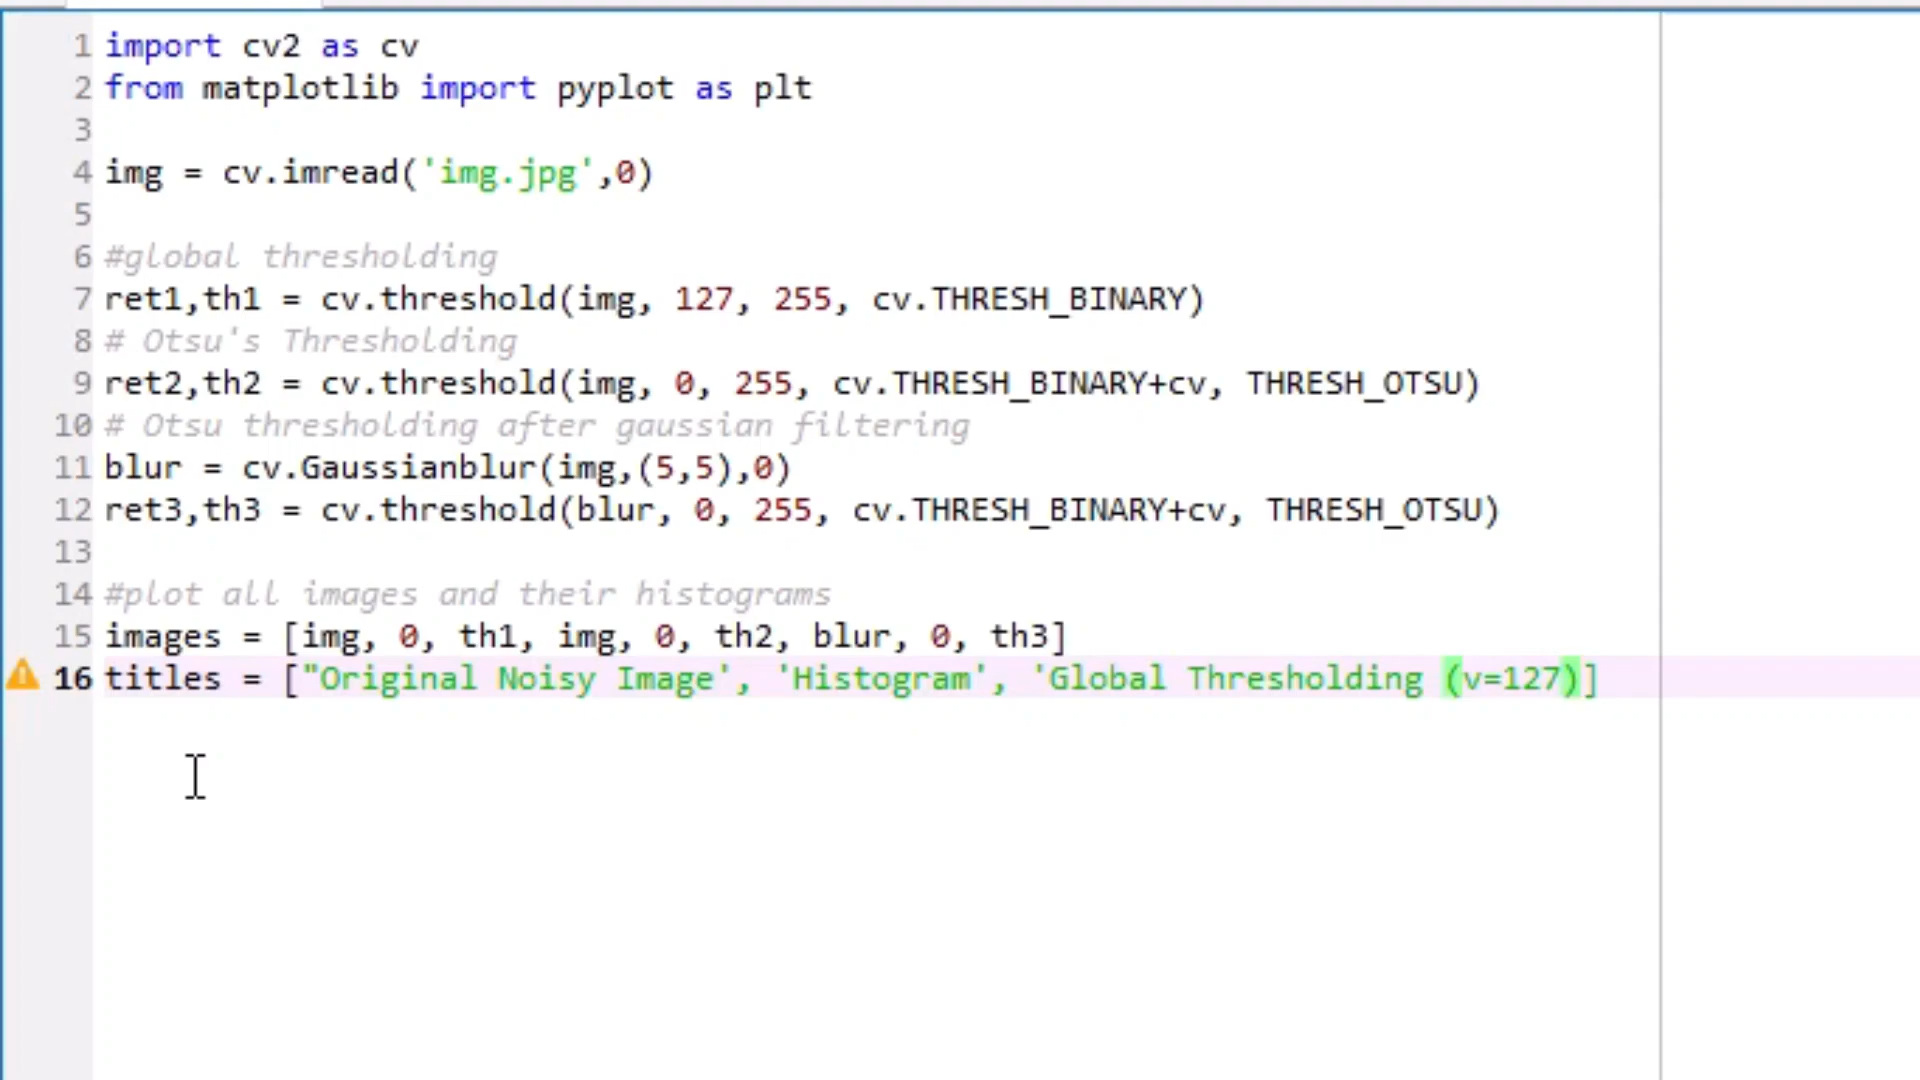 1 import cv2 as cv
2 from matplotlib import pyplot as plt
3
4 img = cv.imread('img.jpg',0)
5
6 #global thresholding
7 ret1,th1 = cv.threshold(img, 127, 255, cv.THRESH_BINARY)
8 # Otsu's Thresholding
9 ret2,th2 = cv.threshold(img, 0, 255, cv.THRESH_BINARY+cv, THRESH_OTSU)
10 # Otsu thresholding after gaussian filtering
11 blur = cv.Gaussianblur(img,(5,5),0)
12 ret3,th3 = cv.threshold(blur, 0, 255, cv.THRESH_BINARY+cv, THRESH_OTSU)
13
14 #plot all images and their histograms
15 images = [img, 0, th1, img, 0, th2, blur, 0, th3]
16 titles = ["Original Noisy Image', 'Histogram', 'Global Thresholding (v=127)]